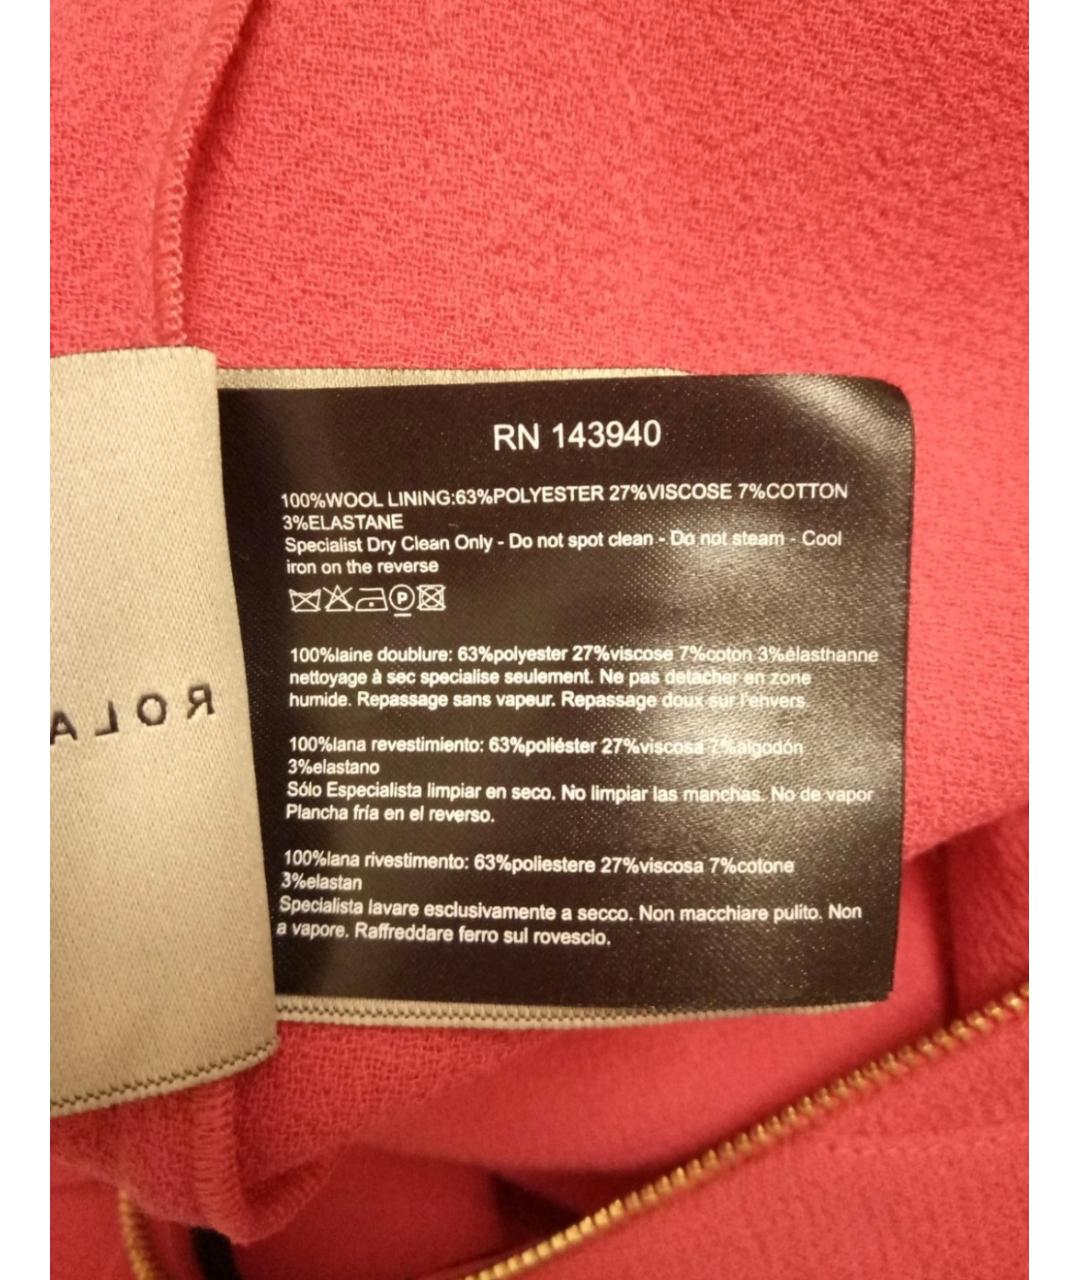 RN 143940
100%WOOL LINING:63%POLYESTER 27%VISCOSE 7%COTTON
3%ELASTANE
Specialist Dry Clean Only - Do not spot clean - Do not steam - Cool
iron on the reverse
P
100%laine doublure: 63%polyester 27%viscose 7%coton 3%élasthanne
nettoyage à sec specialise seulement. Ne pas detacher en zone
humide. Repassage sans vapeur. Repassage doux sur l'envers.
100%lana revestimiento: 63%poliéster 27%viscosa 7%algodón
3%elastano
Sólo Especialista limpiar en seco. No limpiar las manchas. No de vapor
Plancha fría en el reverso.
100%lana rivestimento: 63%poliestere 27%viscosa 7%cotone
3%elastan
Specialista lavare esclusivamente a secco. Non macchiare pulito. Non
a vapore. Raffreddare ferro sul rovescio.
ROLA